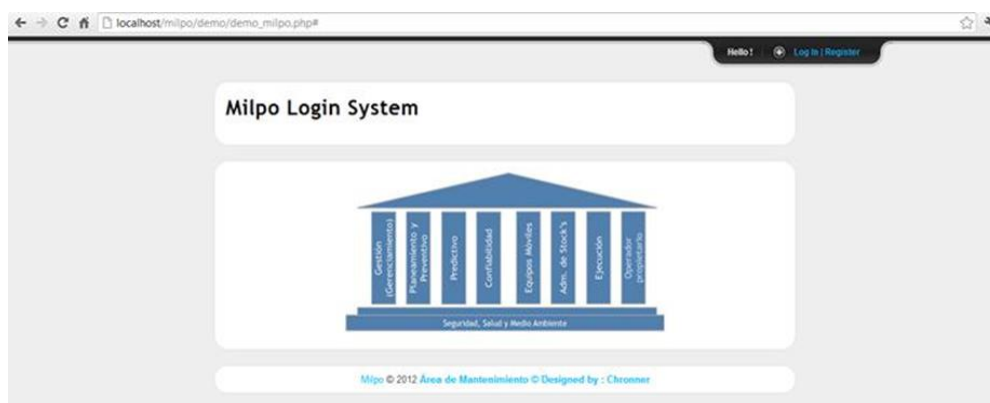 localhost/milpo/demo/demo_milpo.php#
Hello !
Log In | Register
Milpo Login System
Gestión
(Gerenciamiento)
Planeamiento y
Preventivo
Predictivo
Confiabilidad
Equipos Móviles
Adm. de Stock's
Ejecución
Operador
propietario
Seguridad, Salud y Medio Ambiente
Milpo © 2012 Área de Mantenimiento © Designed by : Chronner